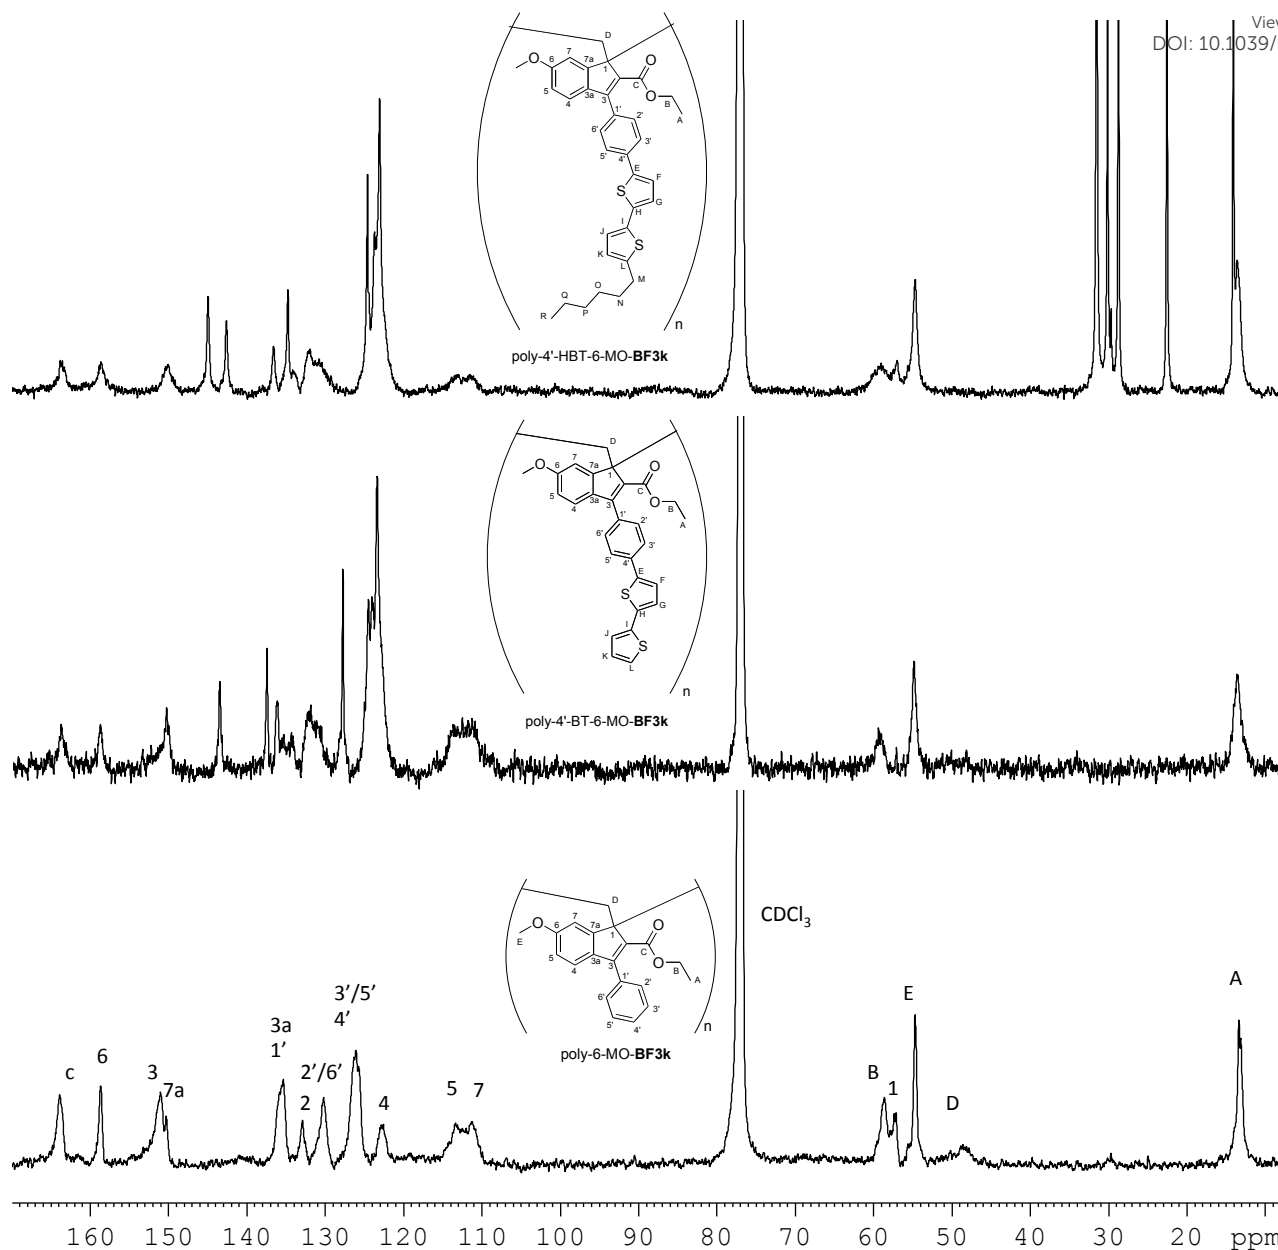 View
DOI: 10.1039/
D
7
7a
6
O
1
O
C
5
3a
2'
O
B
4
3
1'
A
6'
3'
5'
4'
E
F
S
G
H
I
J
S
K
L
M
O
Q
N
R
P
n
poly-4'-HBT-6-MO-BF3k
D
7
7a
6
O
1
O
C
5
3a
2'
O
B
4
3
1'
A
6'
3'
5'
4'
E
F
S
G
H
I
J
S
K
L
n
poly-4'-BT-6-MO-BF3k
D
7
7a
6
O
1
O
E
C
5
3a
O
B
4
3
1'
2'
A
6'
3'
5'
4'
n
poly-6-MO-BF3k
CDCl3
c
6
3
7a
3a
1’
2’/6’
2
3’/5’
4’
4
5
7
B
1
E
D
A
160 150 140 130 120 110 100 90 80 70 60 50 40 30 20 ppm